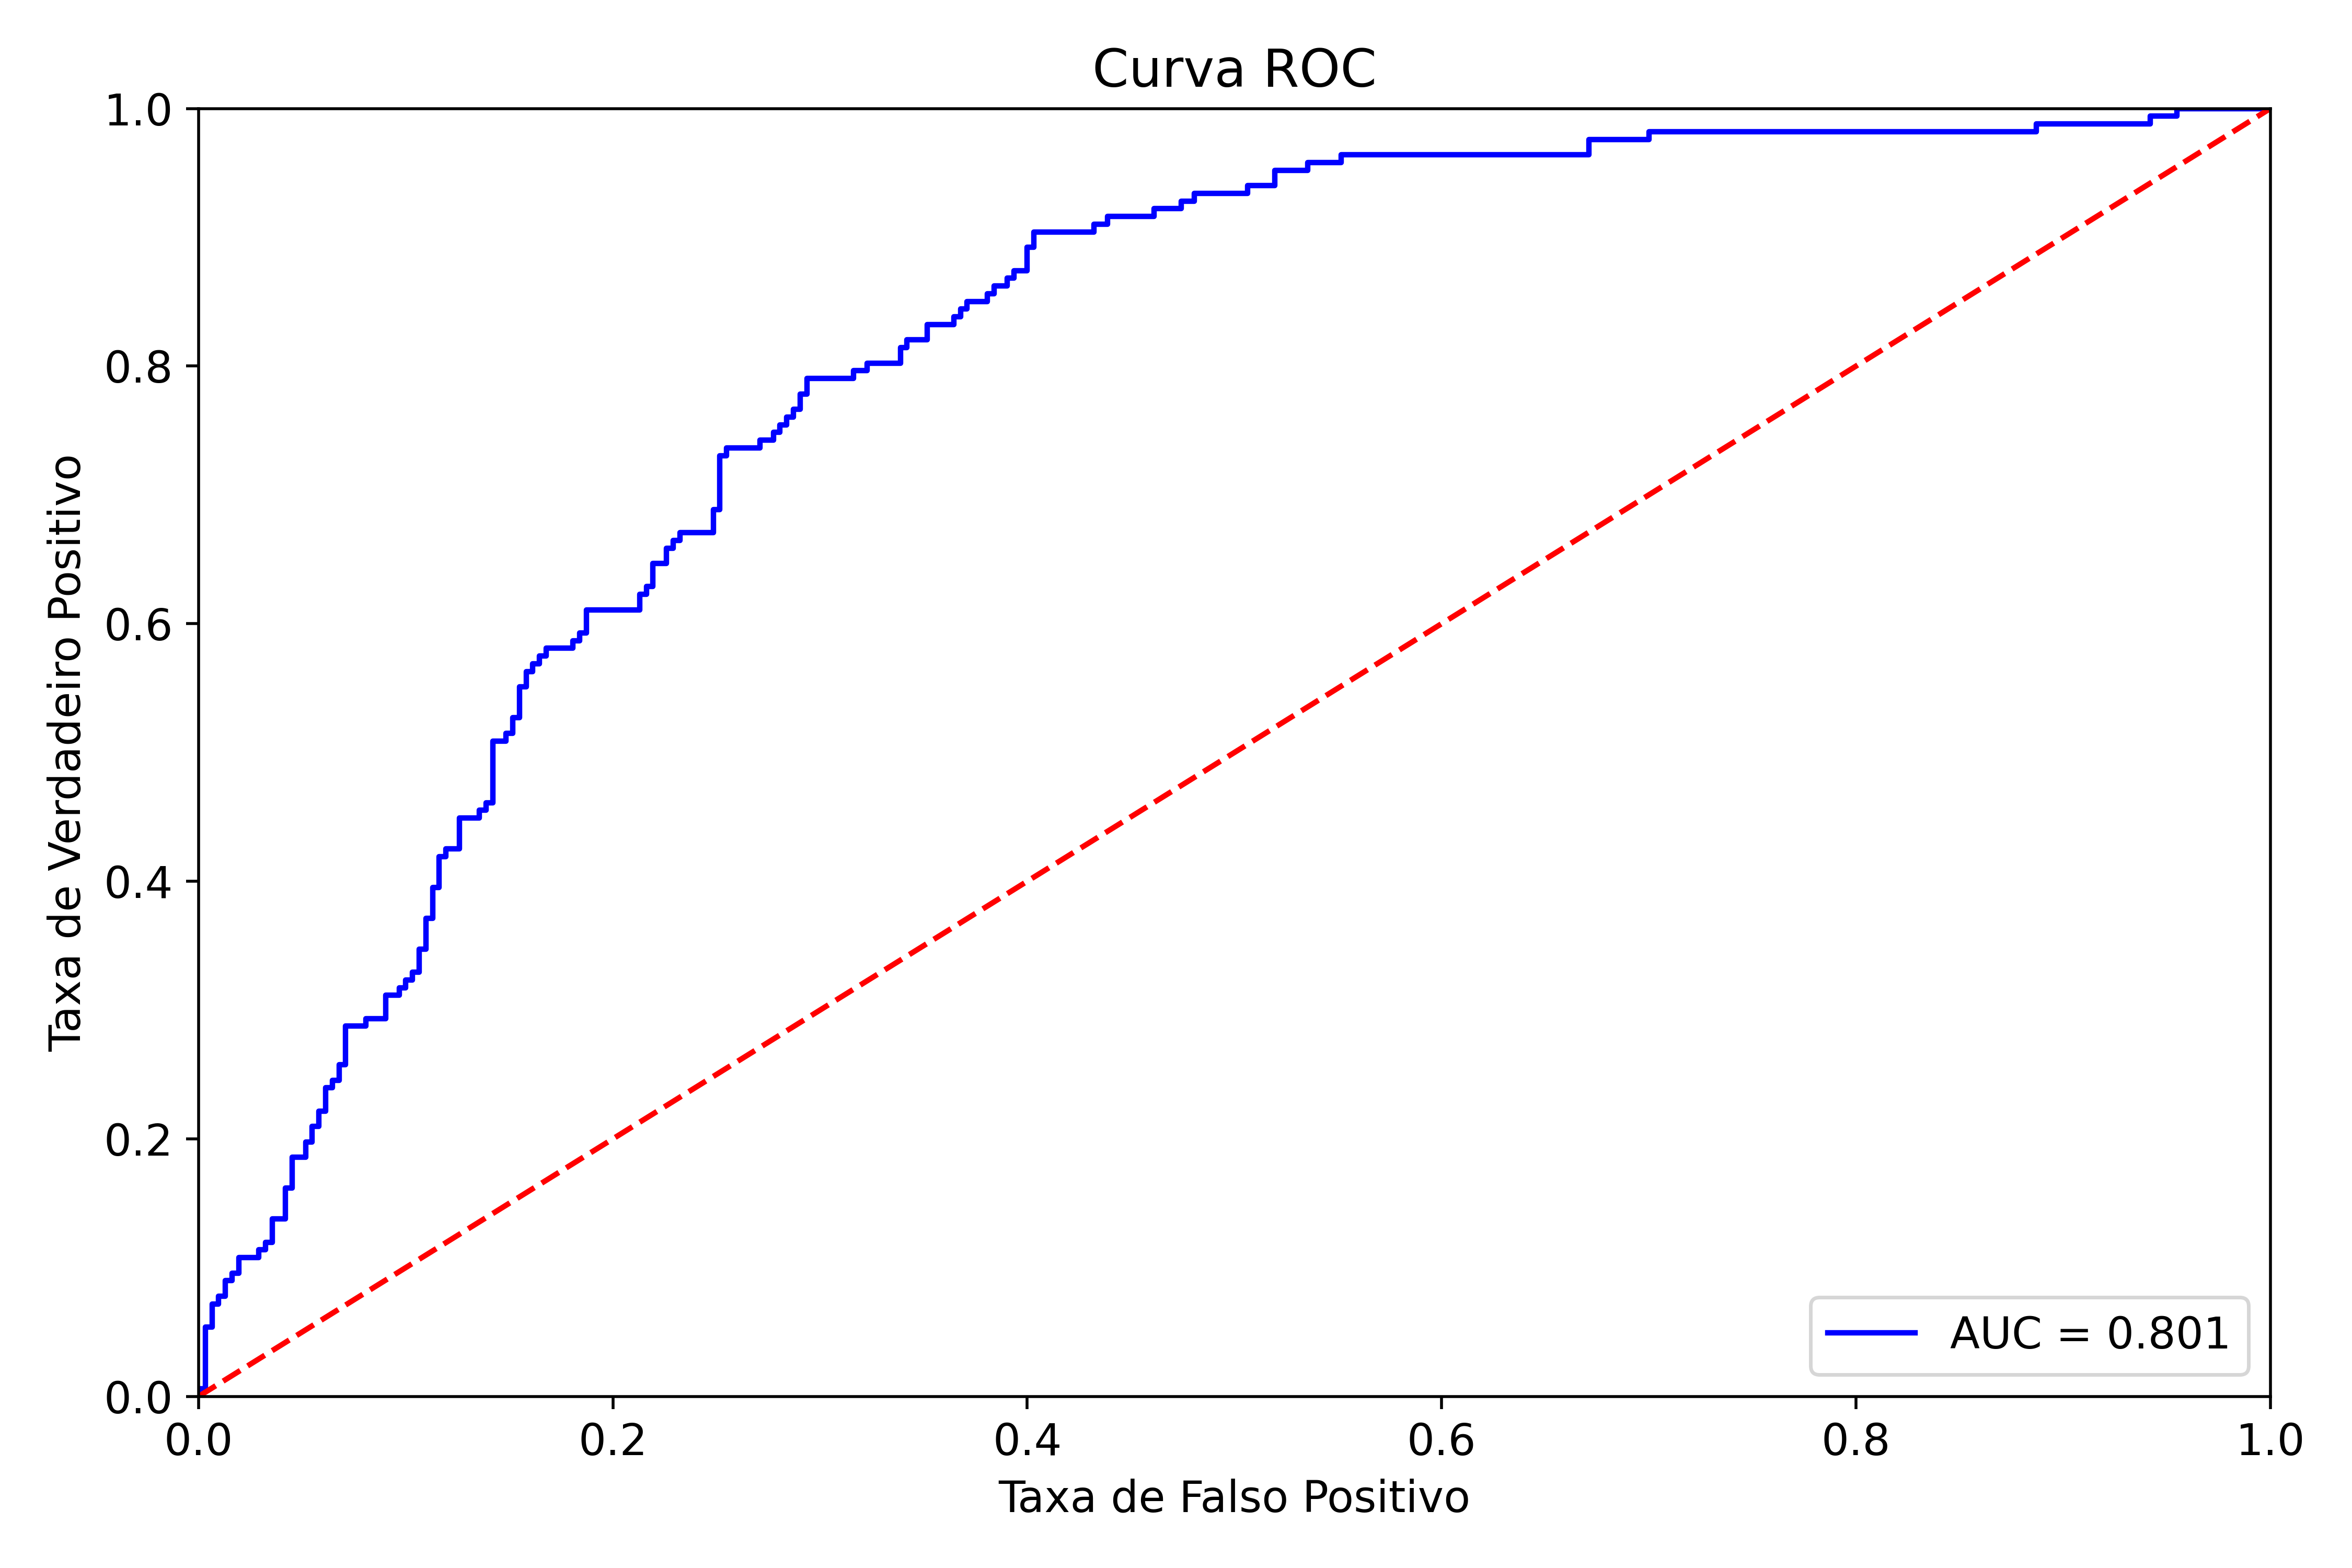 Curva ROC
1.0
0.8
0.6
0.4
0.2
0.0
Taxa de Verdadeiro Positivo
AUC = 0.801
0.0 0.2 0.4 0.6 0.8 1.0
Taxa de Falso Positivo